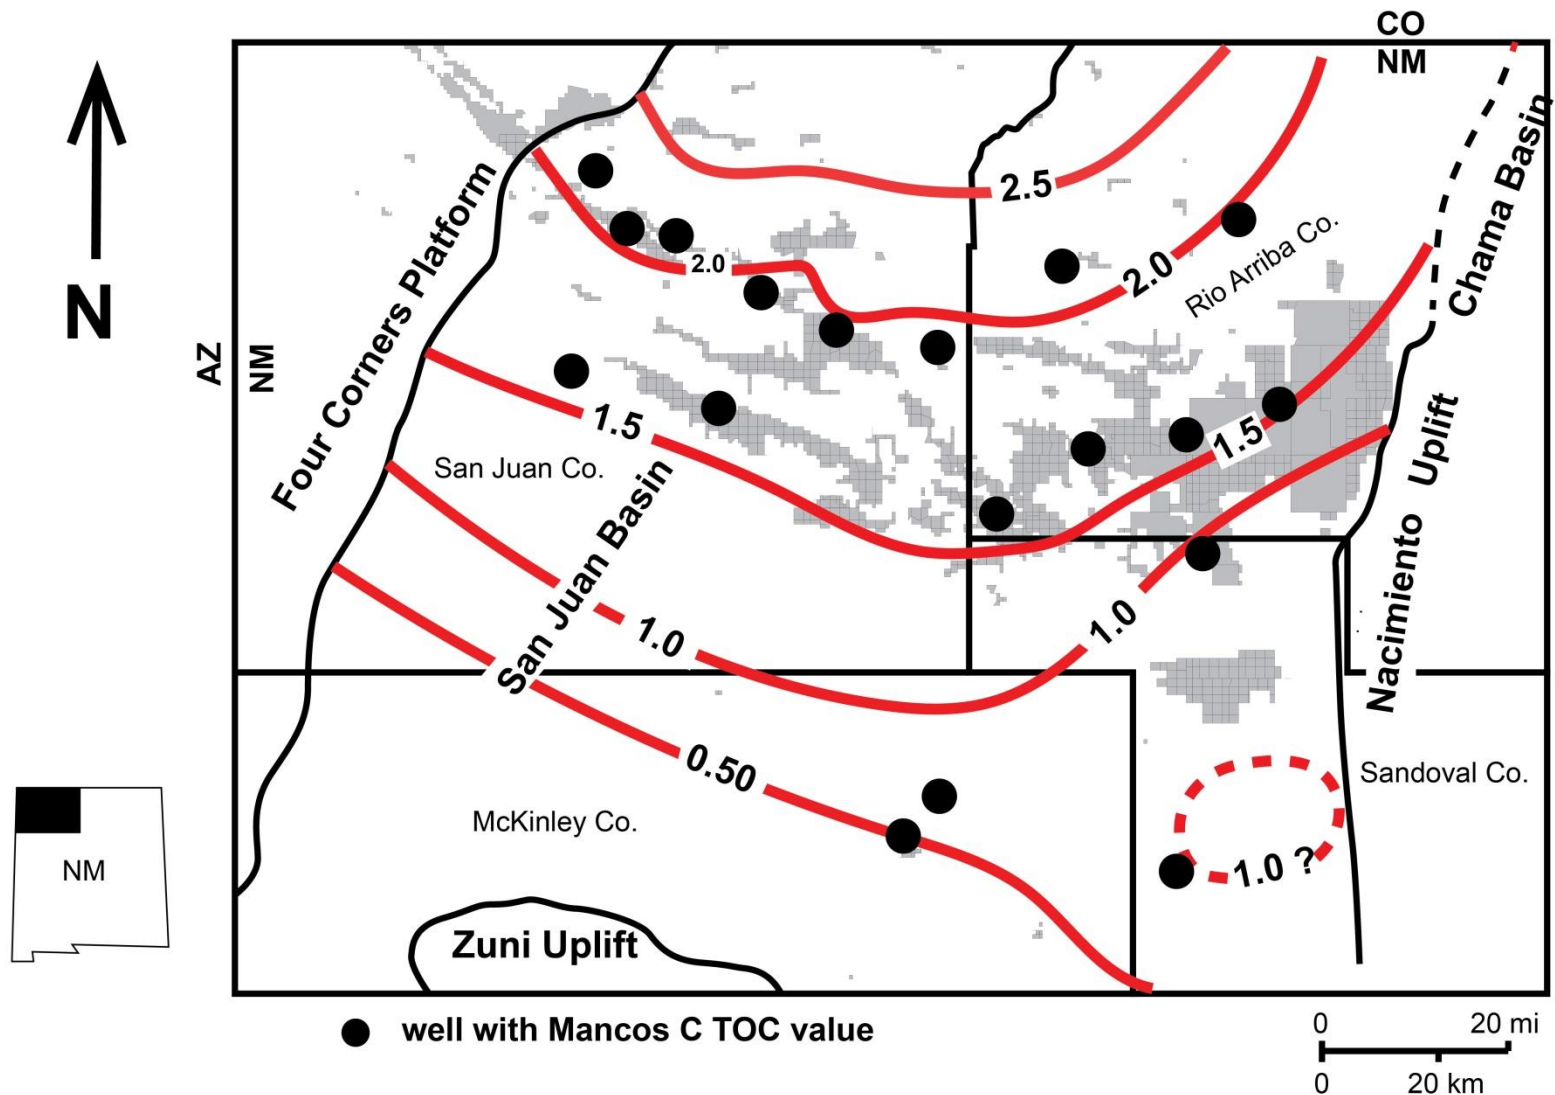 CO
NM
N
AZ
NM
Four Corners Platform
2.5
2.0
2.0
Rio Arriba Co.
Chama Basin
1.5
1.5
San Juan Co.
San Juan Basin
Nacimiento Uplift
1.0
1.0
0.50
McKinley Co.
Sandoval Co.
1.0 ?
NM
Zuni Uplift
well with Mancos C TOC value
0 20 mi
0 20 km